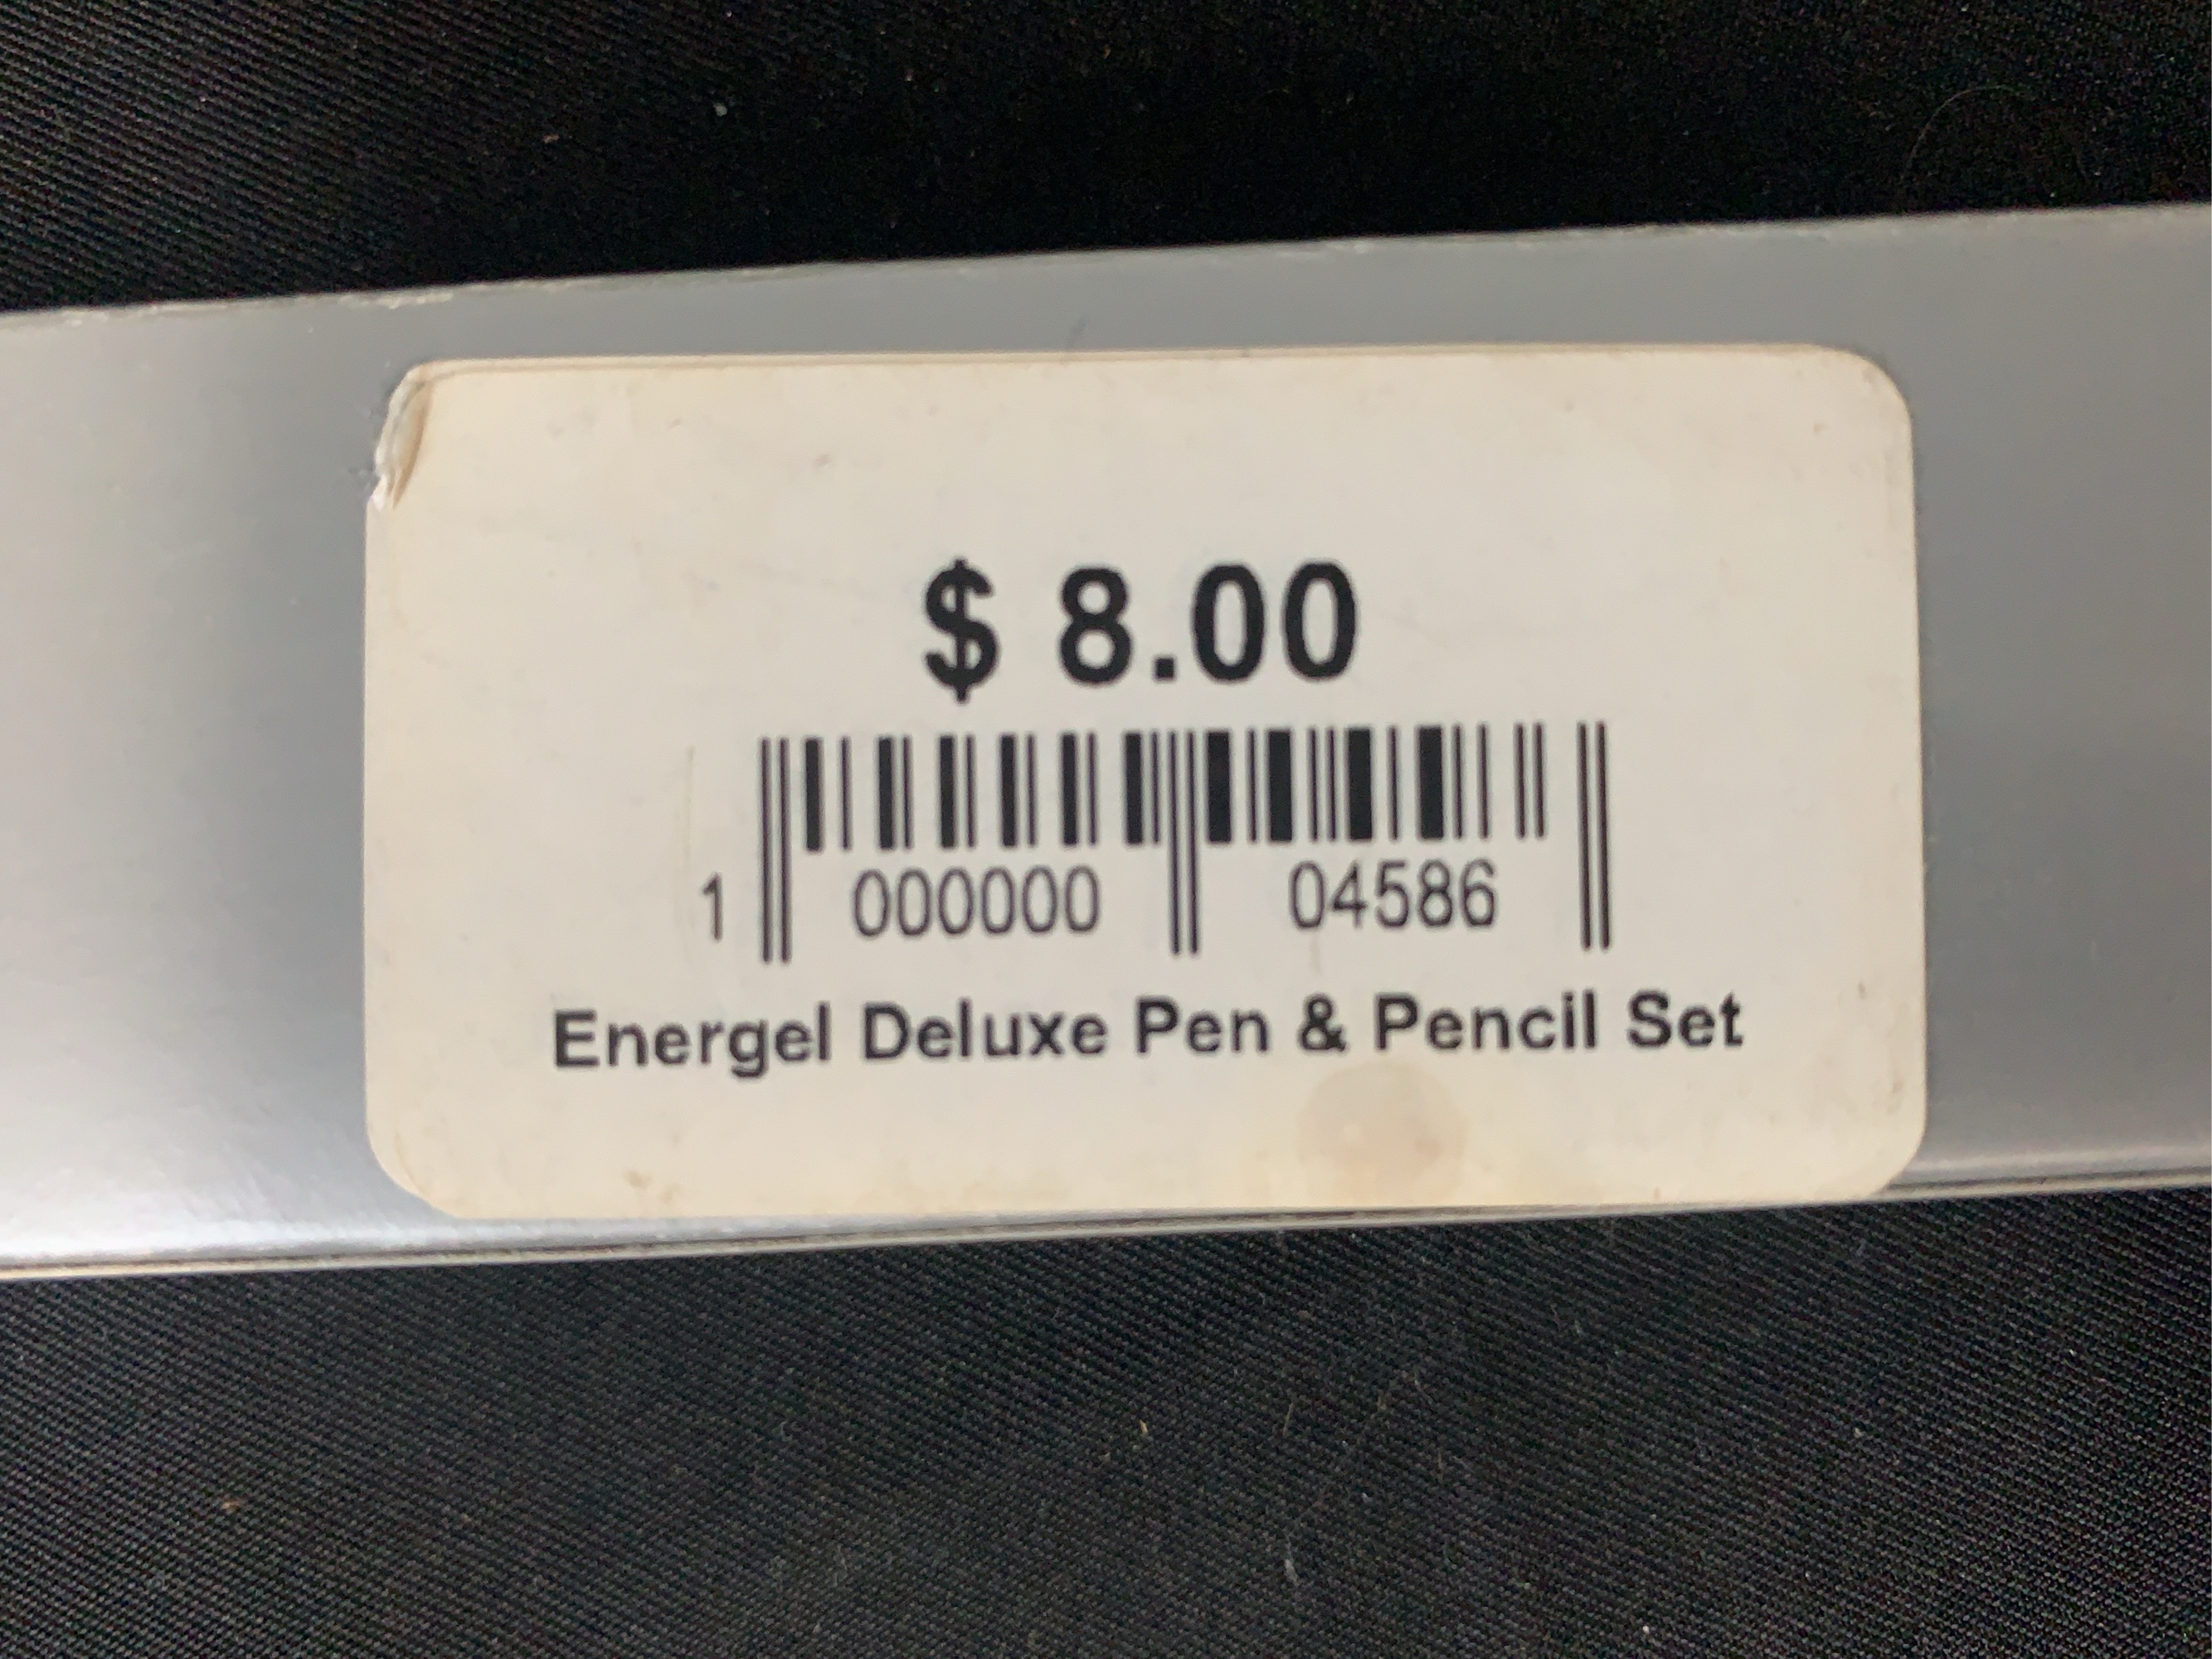 $ 8.00
1 000000 04586
Energel Deluxe Pen & Pencil Set